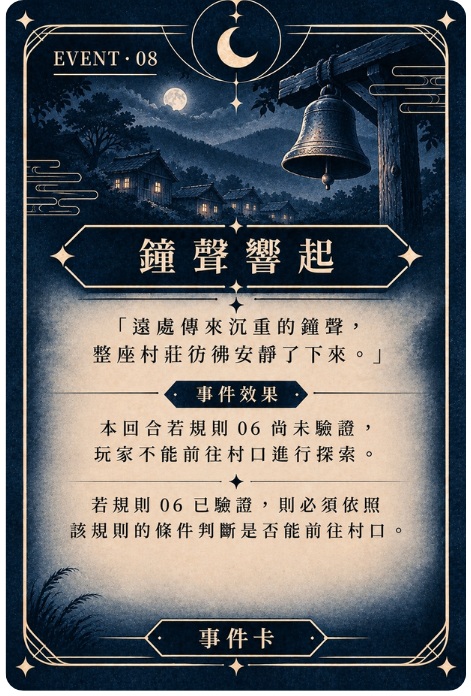 EVENT·08
鐘聲響起
「遠處傳來沉重的鐘聲，
整座村莊彷彿安靜了下來。」
事件效果
本回合若規則 06 尚未驗證，
玩家不能前往村口進行探索。
若規則 06 已驗證，則必須依照
該規則的條件判斷是否能前往村口。
事件卡